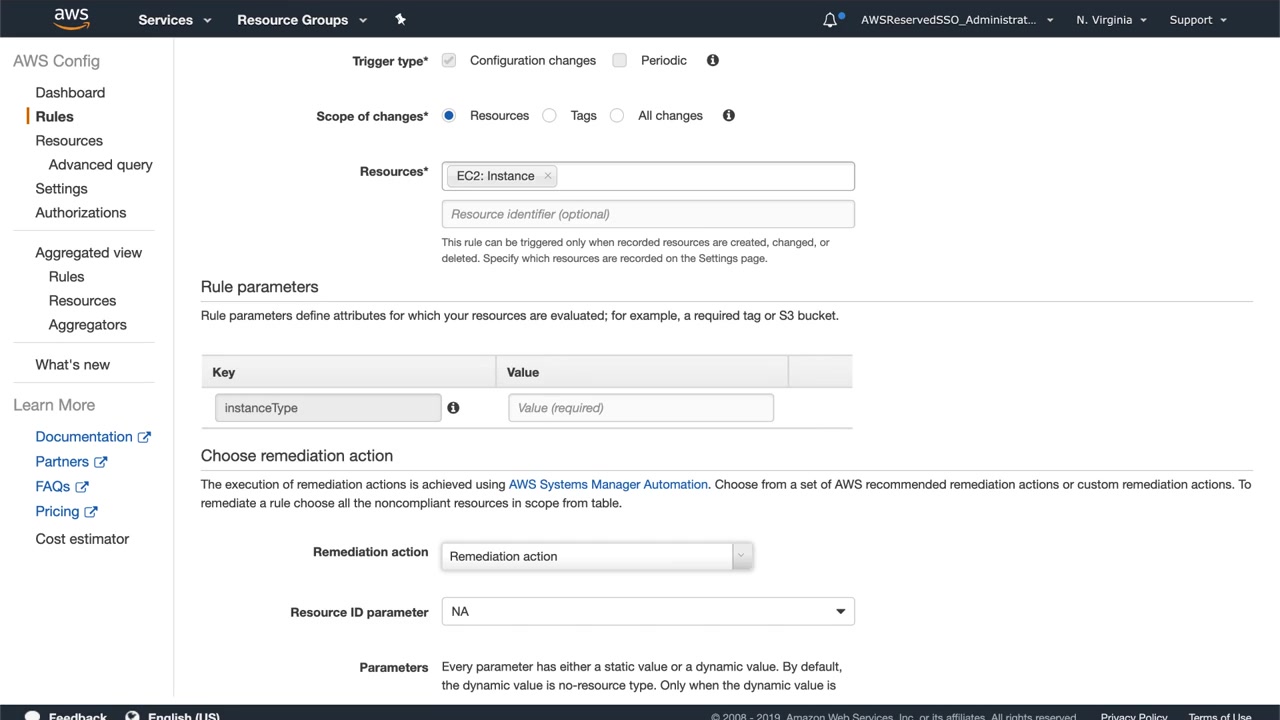 aws
Services
Resource Groups
AWSReservedSSO_Administrat...
N. Virginia
Support
AWS Config
Dashboard
Rules
Resources
Advanced query
Settings
Authorizations
Aggregated view
Rules
Resources
Aggregators
What's new
Learn More
Documentation
Partners
FAQs
Pricing
Cost estimator
Trigger type* Configuration changes Periodic
Scope of changes* Resources Tags All changes
Resources* EC2: Instance ×
Resource identifier (optional)
This rule can be triggered only when recorded resources are created, changed, or
deleted. Specify which resources are recorded on the Settings page.
Rule parameters
Rule parameters define attributes for which your resources are evaluated; for example, a required tag or S3 bucket.
Key Value
instanceType Value (required)
Choose remediation action
The execution of remediation actions is achieved using AWS Systems Manager Automation. Choose from a set of AWS recommended remediation actions or custom remediation actions. To
remediate a rule choose all the noncompliant resources in scope from table.
Remediation action Remediation action
Resource ID parameter NA
Parameters Every parameter has either a static value or a dynamic value. By default,
the dynamic value is no-resource type. Only when the dynamic value is
Feedback English (US) © 2008 - 2019, Amazon Web Services, Inc. or its affiliates. All rights reserved. Privacy Policy Terms of Use